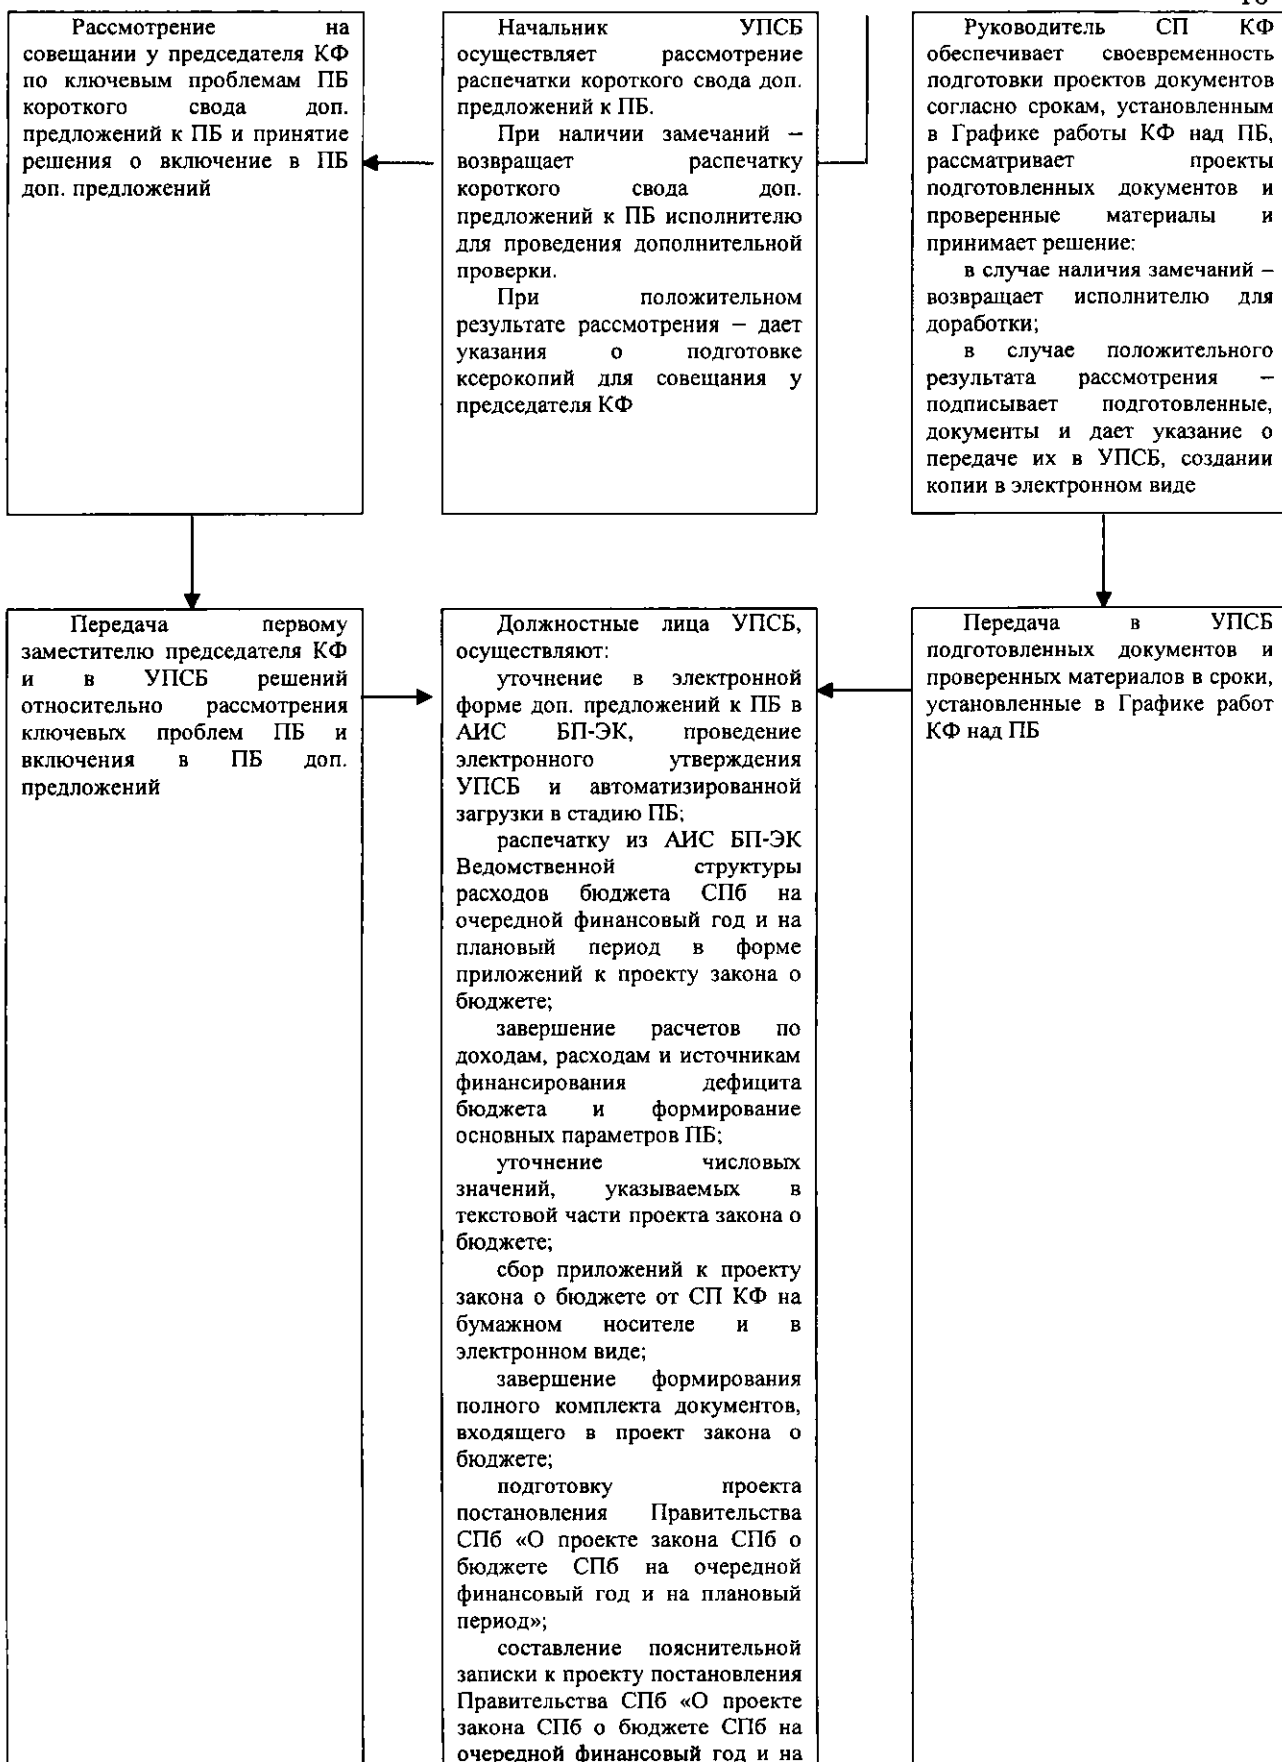 Рассмотрение на
совещании у председателя КФ
по ключевым проблемам ПБ
короткого свода доп.
предложений к ПБ и принятие
решения о включение в ПБ
доп. предложений
Начальник УПСБ
осуществляет рассмотрение
распечатки короткого свода доп.
предложений к ПБ.
При наличии замечаний –
возвращает распечатку
короткого свода доп.
предложений к ПБ исполнителю
для проведения дополнительной
проверки.
При положительном
результате рассмотрения – дает
указания о подготовке
ксерокопий для совещания у
председателя КФ
Руководитель СП КФ
обеспечивает своевременность
подготовки проектов документов
согласно срокам, установленным
в Графике работы КФ над ПБ,
рассматривает проекты
подготовленных документов и
проверенные материалы и
принимает решение:
в случае наличия замечаний –
возвращает исполнителю для
доработки;
в случае положительного
результата рассмотрения –
подписывает подготовленные,
документы и дает указание о
передаче их в УПСБ, создании
копии в электронном виде
Передача первому
заместителю председателя КФ
и в УПСБ решений
относительно рассмотрения
ключевых проблем ПБ и
включения в ПБ доп.
предложений
Должностные лица УПСБ,
осуществляют:
уточнение в электронной
форме доп. предложений к ПБ в
АИС БП-ЭК, проведение
электронного утверждения
УПСБ и автоматизированной
загрузки в стадию ПБ;
распечатку из АИС БП-ЭК
Ведомственной структуры
расходов бюджета СПб на
очередной финансовый год и на
плановый период в форме
приложений к проекту закона о
бюджете;
завершение расчетов по
доходам, расходам и источникам
финансирования дефицита
бюджета и формирование
основных параметров ПБ;
уточнение числовых
значений, указываемых в
текстовой части проекта закона о
бюджете;
сбор приложений к проекту
закона о бюджете от СП КФ на
бумажном носителе и в
электронном виде;
завершение формирования
полного комплекта документов,
входящего в проект закона о
бюджете;
подготовку проекта
постановления Правительства
СПб «О проекте закона СПб о
бюджете СПб на очередной
финансовый год и на плановый
период»;
составление пояснительной
записки к проекту постановления
Правительства СПб «О проекте
закона СПб о бюджете СПб на
очередной финансовый год и на
Передача в УПСБ
подготовленных документов и
проверенных материалов в сроки,
установленные в Графике работ
КФ над ПБ